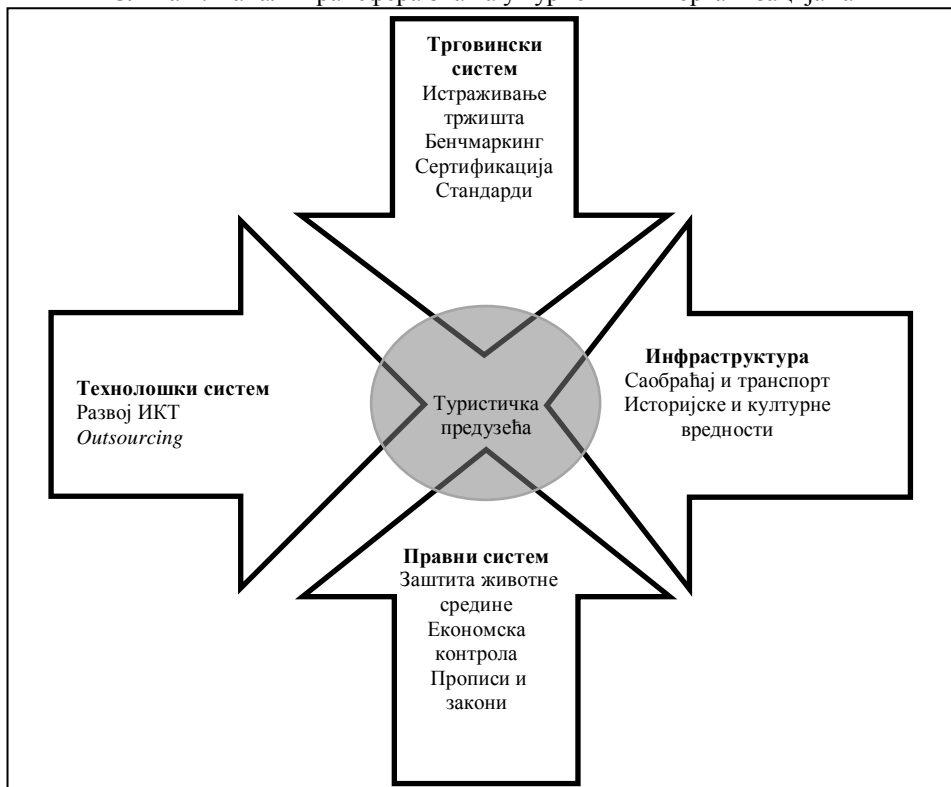 Трговински
систем
Истраживање
тржишта
Бенчмаркинг
Сертификација
Стандарди
Технолошки систем
Развој ИКТ
Outsourcing
Туристичка
предузећа
Инфраструктура
Саобраћај и транспорт
Историјске и културне
вредности
Правни систем
Заштита животне
средине
Економска
контрола
Прописи и
закони